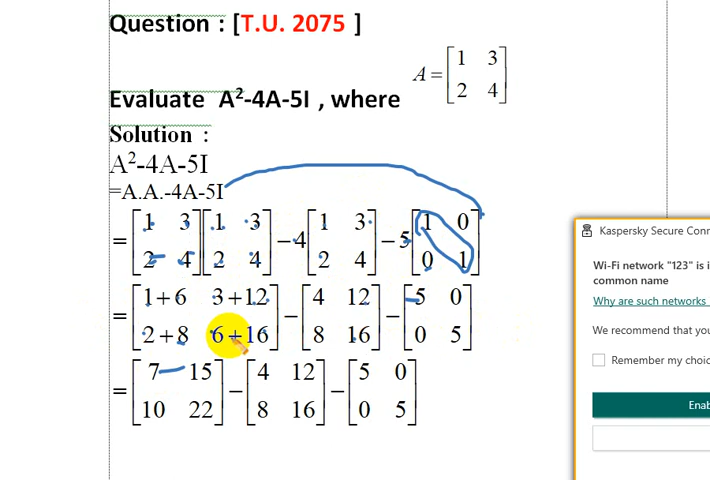 Question : [T.U. 2075 ]
Evaluate A²-4A-5I , where A = [1 3; 2 4]
Solution :
A²-4A-5I
=A.A.-4A-5I
= [1 3; 2 4] [1 3; 2 4] − 4 [1 3; 2 4] − 5 [1 0; 0 1]
= [1+6 3+12; 2+8 6+16] − [4 12; 8 16] − [5 0; 0 5]
= [7 15; 10 22] − [4 12; 8 16] − [5 0; 0 5]
Kaspersky Secure Conn
Wi-Fi network "123" is i
common name
Why are such networks
We recommend that you
Remember my choic
Enab